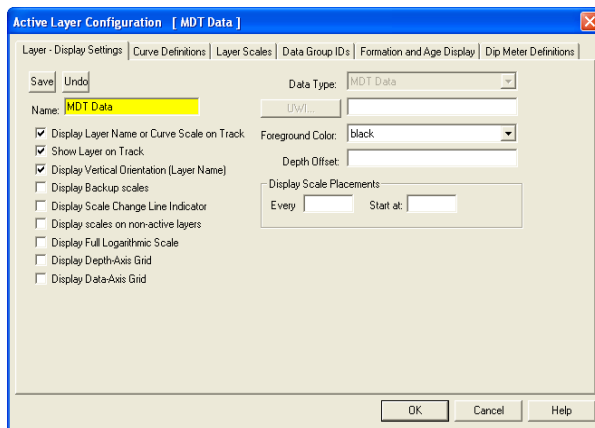 Active Layer Configuration [ MDT Data ]
Layer - Display Settings Curve Definitions Layer Scales Data Group IDs Formation and Age Display Dip Meter Definitions
Save Undo Data Type: MDT Data
Name: MDT Data UWI...
Display Layer Name or Curve Scale on Track Foreground Color: black
Show Layer on Track Depth Offset:
Display Vertical Orientation (Layer Name)
Display Backup scales Display Scale Placements
Display Scale Change Line Indicator Every Start at:
Display scales on non-active layers
Display Full Logarithmic Scale
Display Depth-Axis Grid
Display Data-Axis Grid
OK Cancel Help